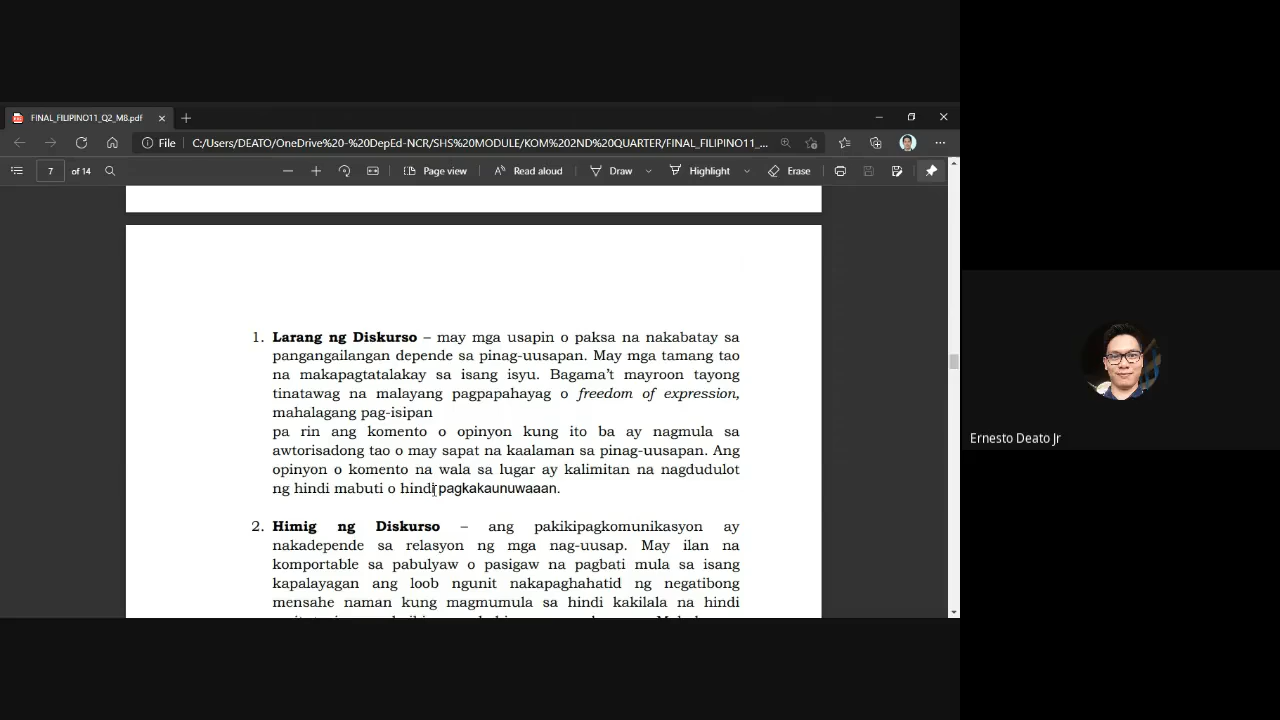 FINAL_FILIPINO11_Q2_M8.pdf
File C:/Users/DEATO/OneDrive%20-%20DepEd-NCR/SHS%20MODULE/KOM%202ND%20QUARTER/FINAL_FILIPINO11_...
7 of 14 Page view Read aloud Draw Highlight Erase
1. Larang ng Diskurso – may mga usapin o paksa na nakabatay sa
pangangailangan depende sa pinag-uusapan. May mga tamang tao
na makapagtatalakay sa isang isyu. Bagama’t mayroon tayong
tinatawag na malayang pagpapahayag o freedom of expression,
mahalagang pag-isipan
pa rin ang komento o opinyon kung ito ba ay nagmula sa
awtorisadong tao o may sapat na kaalaman sa pinag-uusapan. Ang
opinyon o komento na wala sa lugar ay kalimitan na nagdudulot
ng hindi mabuti o hindi pagkakaunuwaaan.
2. Himig ng Diskurso – ang pakikipagkomunikasyon ay
nakadepende sa relasyon ng mga nag-uusap. May ilan na
komportable sa pabulyaw o pasigaw na pagbati mula sa isang
kapalayagan ang loob ngunit nakapaghahatid ng negatibong
mensahe naman kung magmumula sa hindi kakilala na hindi
Ernesto Deato Jr